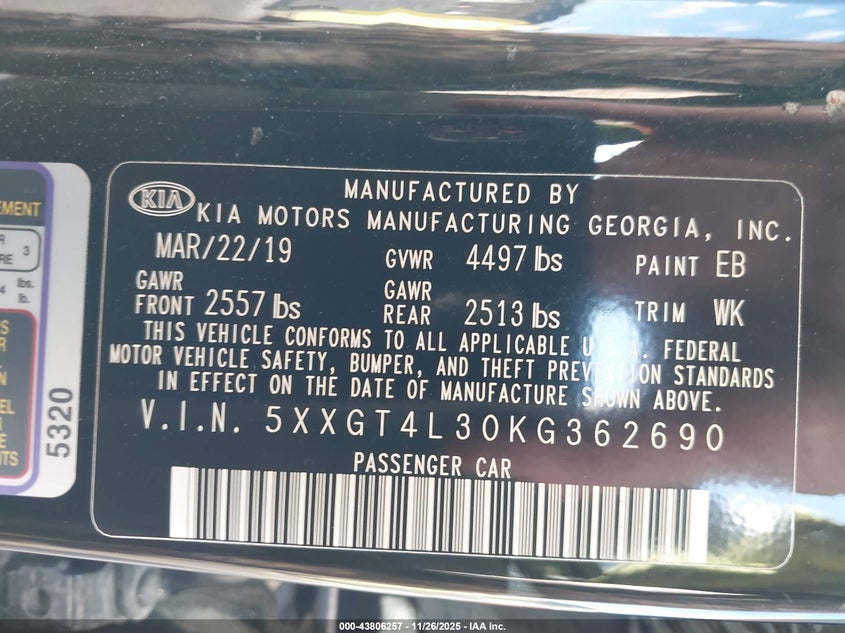 MANUFACTURED BY
KIA KIA MOTORS MANUFACTURING GEORGIA, INC.
MAR/22/19 GVWR 4497 lbs PAINT EB
GAWR FRONT 2557 lbs GAWR REAR 2513 lbs TRIM WK
THIS VEHICLE CONFORMS TO ALL APPLICABLE U.S.A. FEDERAL
MOTOR VEHICLE SAFETY, BUMPER, AND THEFT PREVENTION STANDARDS
IN EFFECT ON THE DATE OF MANUFACTURE SHOWN ABOVE.
V.I.N. 5XXGT4L30KG362690
PASSENGER CAR
5320
3
lbs.
lb.
000-43806257 - 11/26/2025 - IAA Inc.